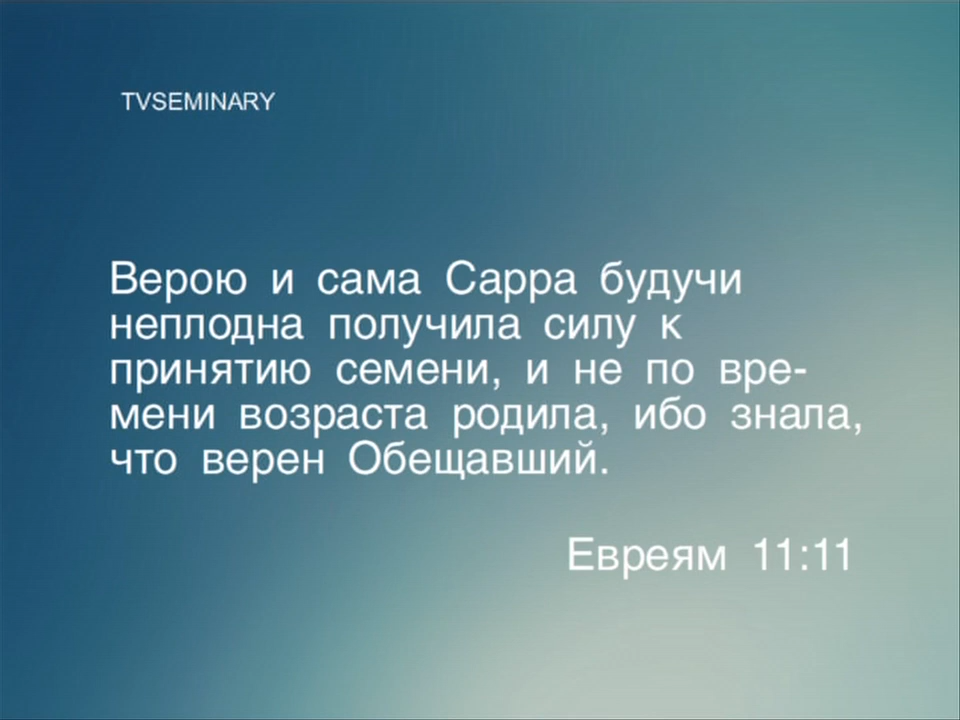 TVSEMINARY
Верою и сама Сарра будучи
неплодна получила силу к
принятию семени, и не по вре-
мени возраста родила, ибо знала,
что верен Обещавший.
Евреям 11:11